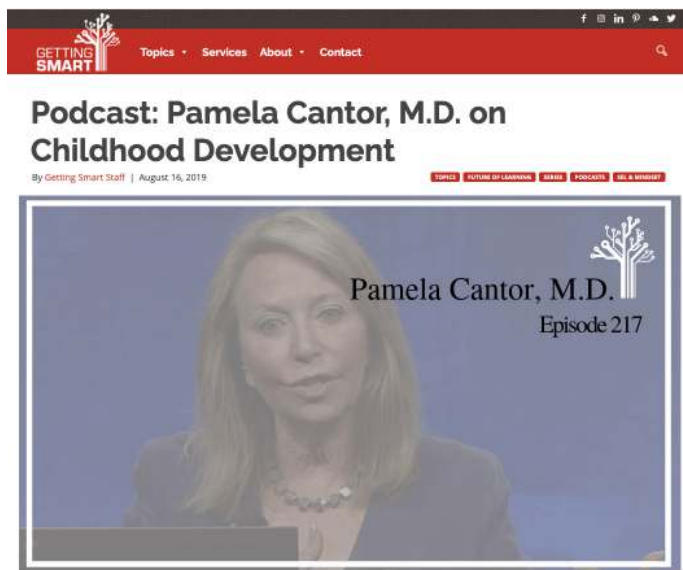 GETTING
SMART
Topics
Services
About
Contact
Podcast: Pamela Cantor, M.D. on
Childhood Development
By Getting Smart Staff | August 16, 2019
TOPICS FUTURE OF LEARNING SERIES PODCASTS SEL & MINDSET
Pamela Cantor, M.D.
Episode 217